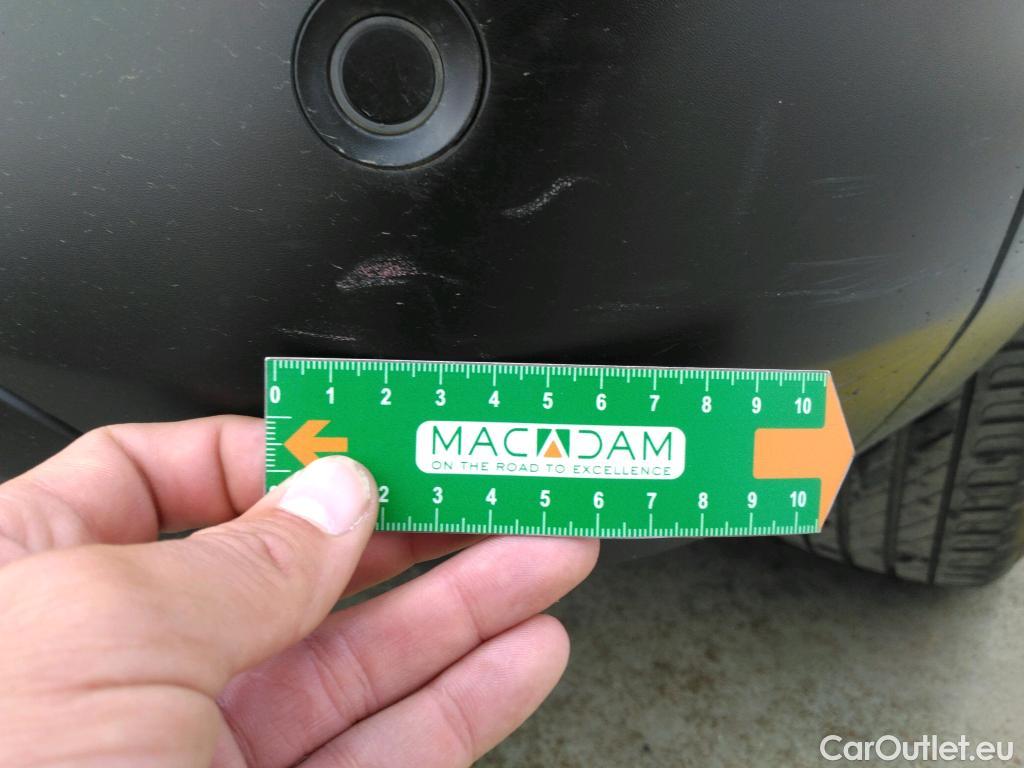 0 1 2 3 4 5 6 7 8 9 10
MACADAM
ON THE ROAD TO EXCELLENCE
2 3 4 5 6 7 8 9 10
CarOutlet.eu